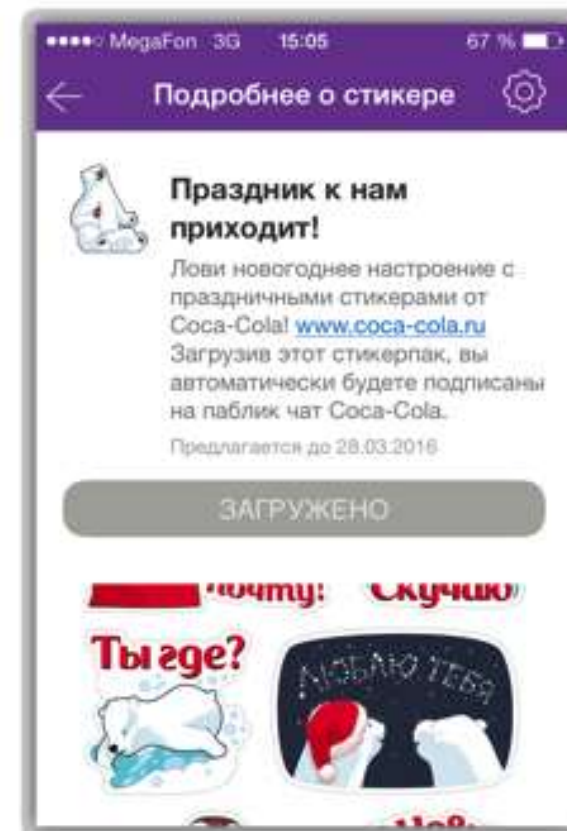 MegaFon 3G 15:05 67 %
Подробнее о стикере
Праздник к нам
приходит!
Лови новогоднее настроение с
праздничными стикерами от
Coca-Cola! www.coca-cola.ru
Загрузив этот стикерпак, вы
автоматически будете подписаны
на паблик чат Coca-Cola.
Предлагается до 28.03.2016
ЗАГРУЖЕНО
почту! Скучаю
Ты где?
ЛЮБЛЮ ТЕБЯ